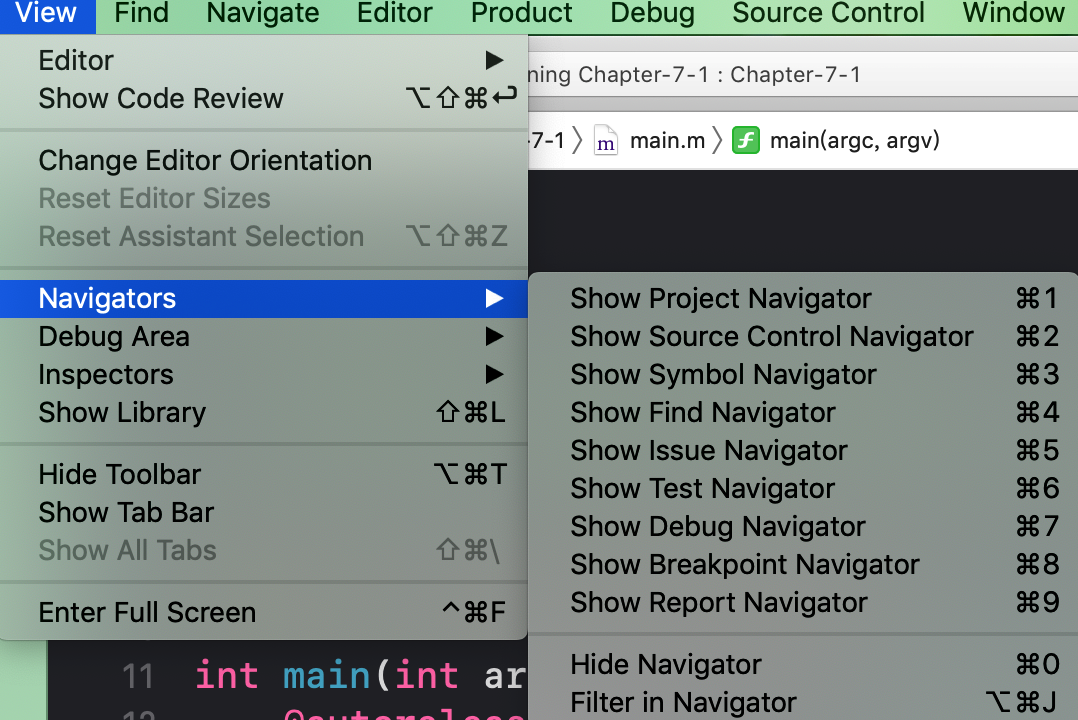 View Find Navigate Editor Product Debug Source Control Window
Editor ▶
Show Code Review ⌥⇧⌘↩
Change Editor Orientation
Reset Editor Sizes
Reset Assistant Selection ⌥⇧⌘Z
Navigators ▶
Debug Area ▶
Inspectors ▶
Show Library ⇧⌘L
Hide Toolbar ⌥⌘T
Show Tab Bar
Show All Tabs ⇧⌘\
Enter Full Screen ^⌘F
ning Chapter-7-1 : Chapter-7-1
-7-1 〉 m main.m 〉 f main(argc, argv)
Show Project Navigator ⌘1
Show Source Control Navigator ⌘2
Show Symbol Navigator ⌘3
Show Find Navigator ⌘4
Show Issue Navigator ⌘5
Show Test Navigator ⌘6
Show Debug Navigator ⌘7
Show Breakpoint Navigator ⌘8
Show Report Navigator ⌘9
Hide Navigator ⌘0
Filter in Navigator ⌥⌘J
11 int main(int ar